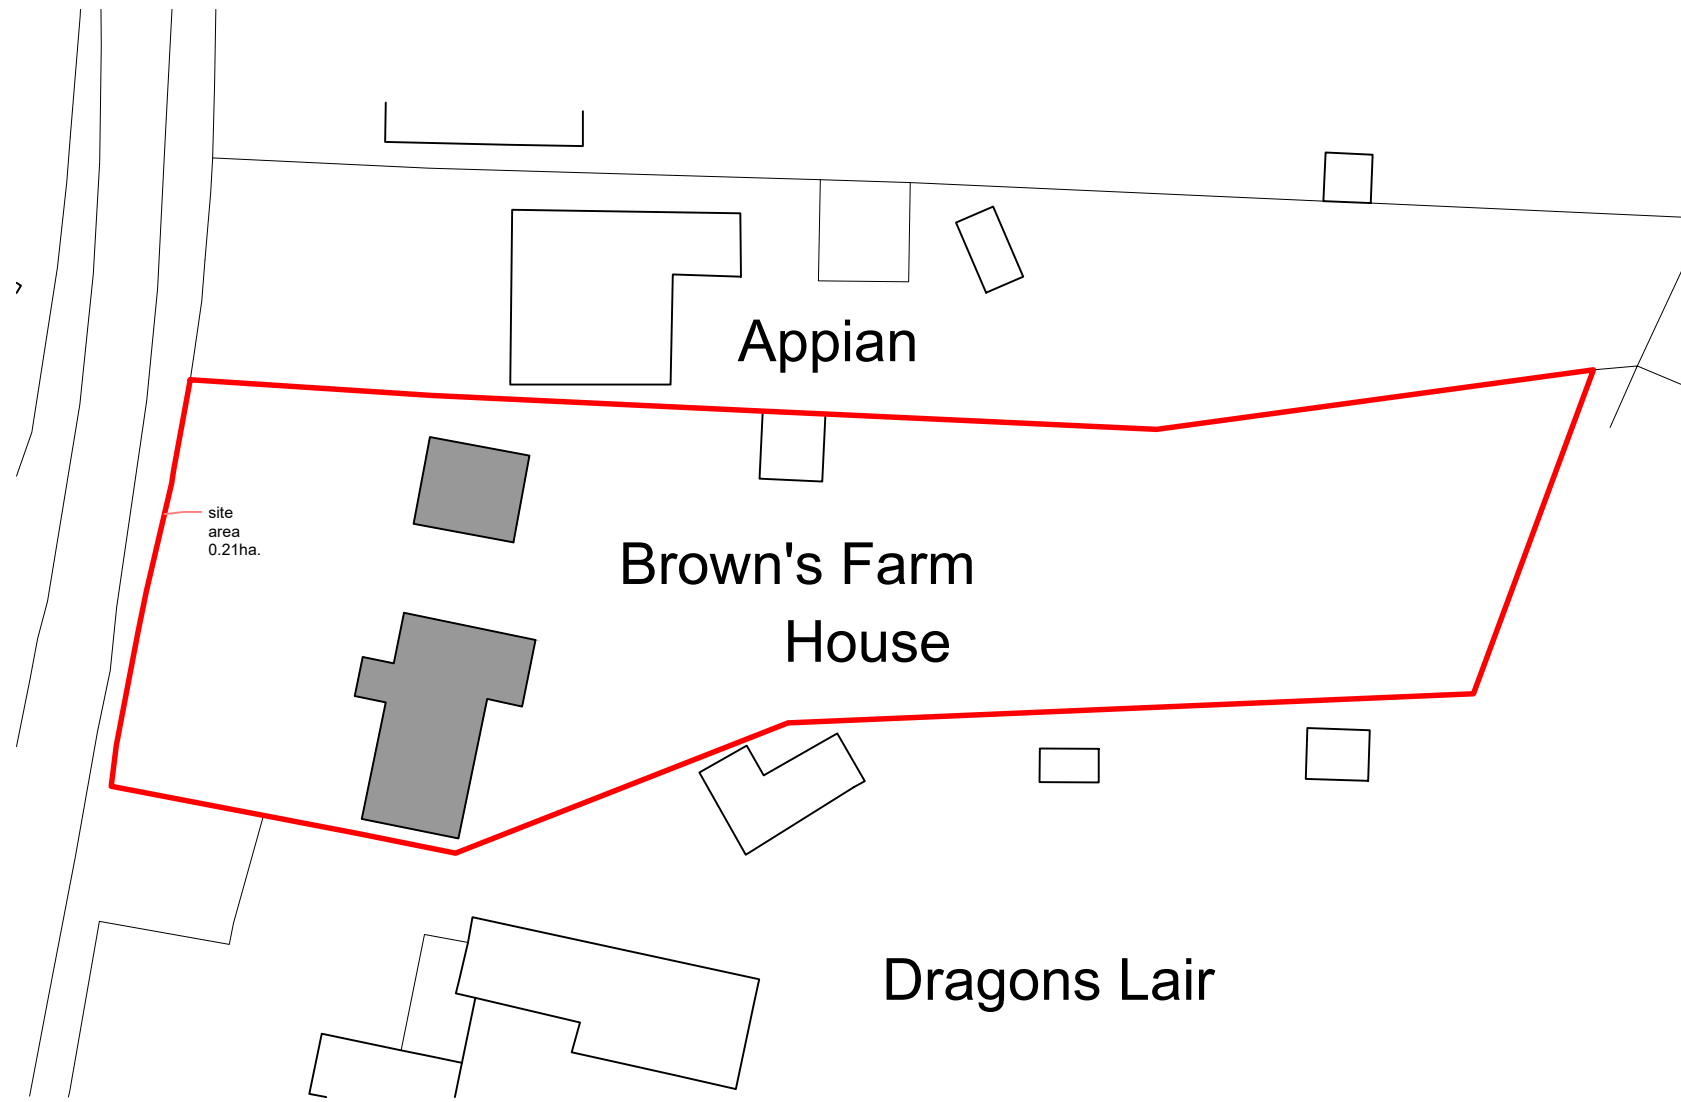 Appian
site
area
0.21ha.
Brown's Farm
House
Dragons Lair